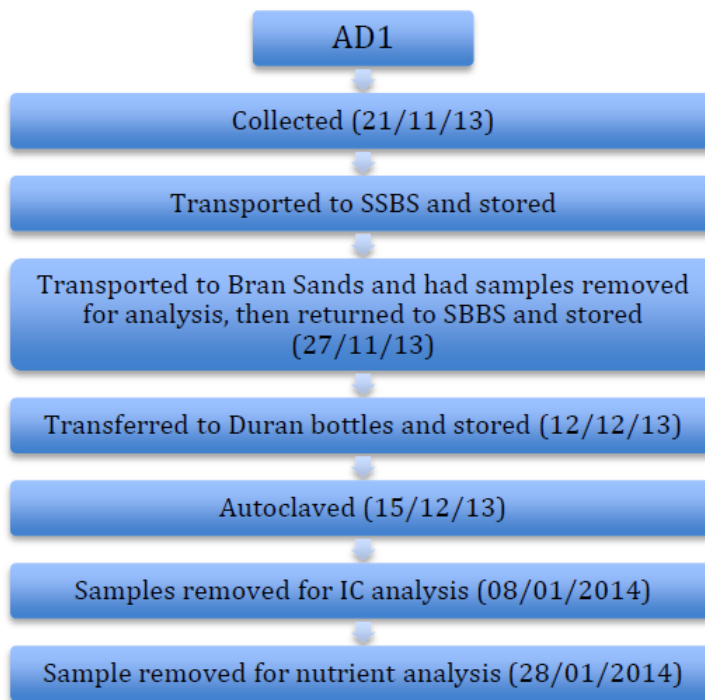 AD1
Collected (21/11/13)
Transported to SSBS and stored
Transported to Bran Sands and had samples removed
for analysis, then returned to SBBS and stored
(27/11/13)
Transferred to Duran bottles and stored (12/12/13)
Autoclaved (15/12/13)
Samples removed for IC analysis (08/01/2014)
Sample removed for nutrient analysis (28/01/2014)